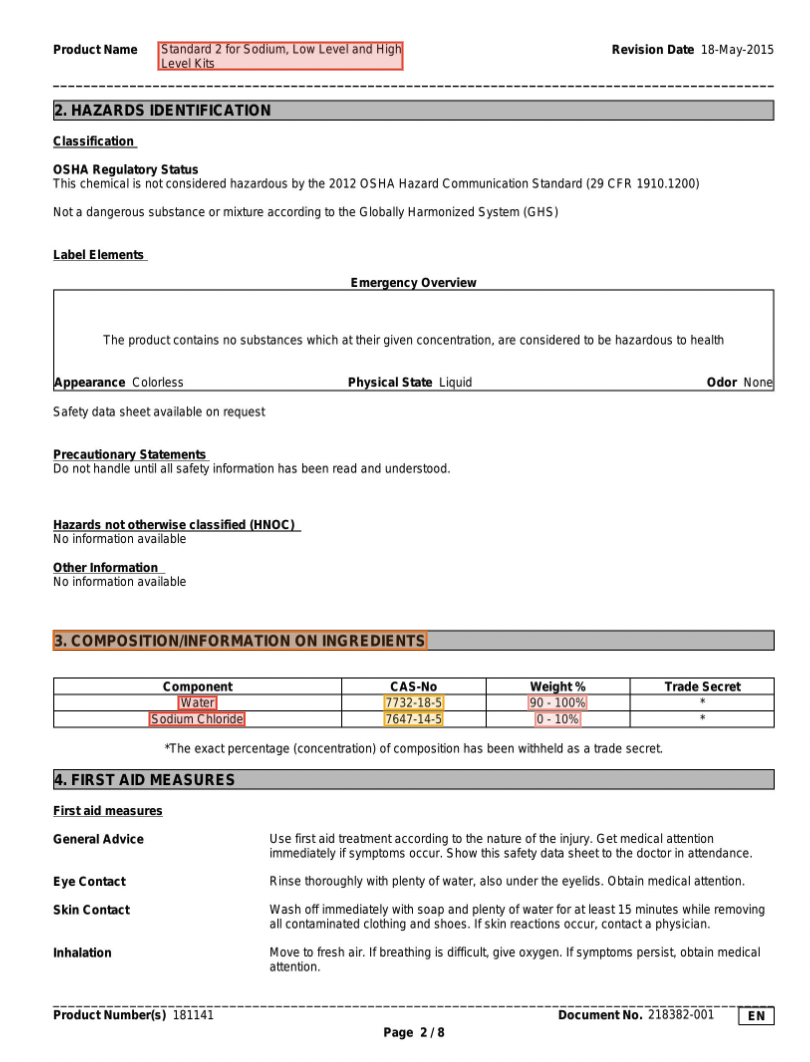 Product Name Standard 2 for Sodium, Low Level and High Revision Date 18-May-2015
Level Kits
2. HAZARDS IDENTIFICATION
Classification
OSHA Regulatory Status
This chemical is not considered hazardous by the 2012 OSHA Hazard Communication Standard (29 CFR 1910.1200)
Not a dangerous substance or mixture according to the Globally Harmonized System (GHS)
Label Elements
Emergency Overview
The product contains no substances which at their given concentration, are considered to be hazardous to health
Appearance Colorless Physical State Liquid Odor None
Safety data sheet available on request
Precautionary Statements
Do not handle until all safety information has been read and understood.
Hazards not otherwise classified (HNOC)
No information available
Other Information
No information available
3. COMPOSITION/INFORMATION ON INGREDIENTS
Component CAS-No Weight % Trade Secret
Water 7732-18-5 90 - 100% *
Sodium Chloride 7647-14-5 0 - 10% *
*The exact percentage (concentration) of composition has been withheld as a trade secret.
4. FIRST AID MEASURES
First aid measures
General Advice Use first aid treatment according to the nature of the injury. Get medical attention
immediately if symptoms occur. Show this safety data sheet to the doctor in attendance.
Eye Contact Rinse thoroughly with plenty of water, also under the eyelids. Obtain medical attention.
Skin Contact Wash off immediately with soap and plenty of water for at least 15 minutes while removing
all contaminated clothing and shoes. If skin reactions occur, contact a physician.
Inhalation Move to fresh air. If breathing is difficult, give oxygen. If symptoms persist, obtain medical
attention.
Product Number(s) 181141 Document No. 218382-001 EN
Page 2 / 8